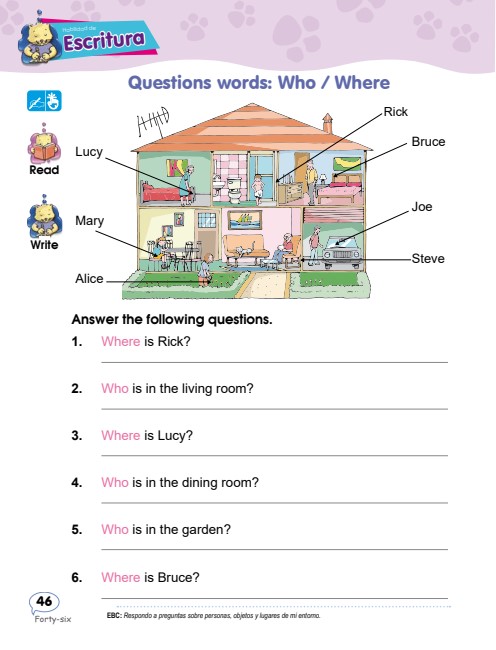 Habilidad de
Escritura
Questions words: Who / Where
Rick
Bruce
Lucy
Read
Joe
Mary
Write
Steve
Alice
Answer the following questions.
1. Where is Rick?
2. Who is in the living room?
3. Where is Lucy?
4. Who is in the dining room?
5. Who is in the garden?
6. Where is Bruce?
46
Forty-six
EBC: Respondo a preguntas sobre personas, objetos y lugares de mi entorno.